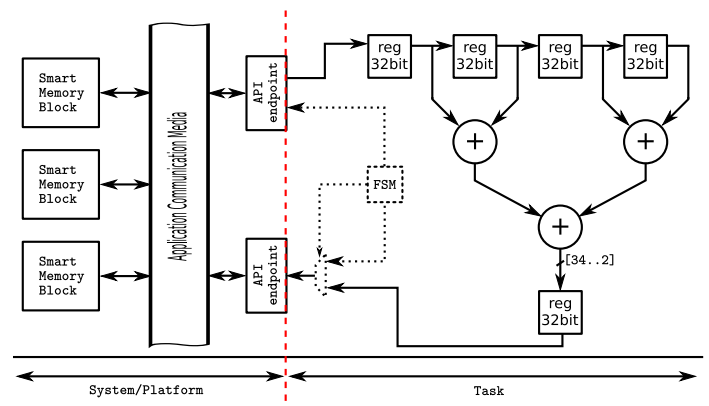 Smart
Memory
Block
Smart
Memory
Block
Smart
Memory
Block
Application Communication Media
API
endpoint
API
endpoint
reg
32bit
reg
32bit
reg
32bit
reg
32bit
+
+
FSM
+
[34..2]
reg
32bit
System/Platform
Task